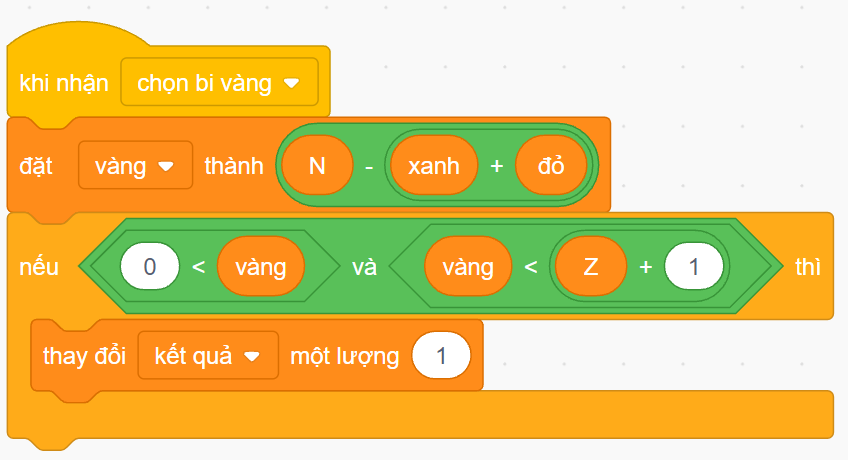 khi nhận chọn bi vàng
đặt vàng thành N - xanh + đỏ
nếu 0 < vàng và vàng < Z + 1 thì
thay đổi kết quả một lượng 1